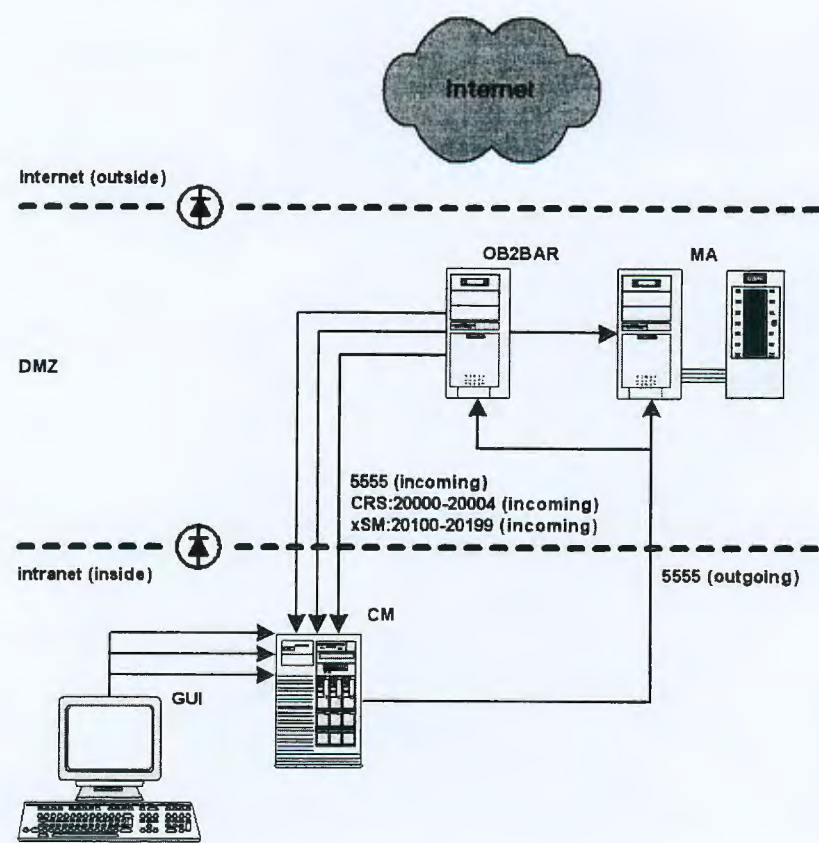 Internet
Internet (outside)
OB2BAR
MA
DMZ
5555 (incoming)
CRS:20000-20004 (incoming)
xSM:20100-20199 (incoming)
intranet (inside)
5555 (outgoing)
CM
GUI